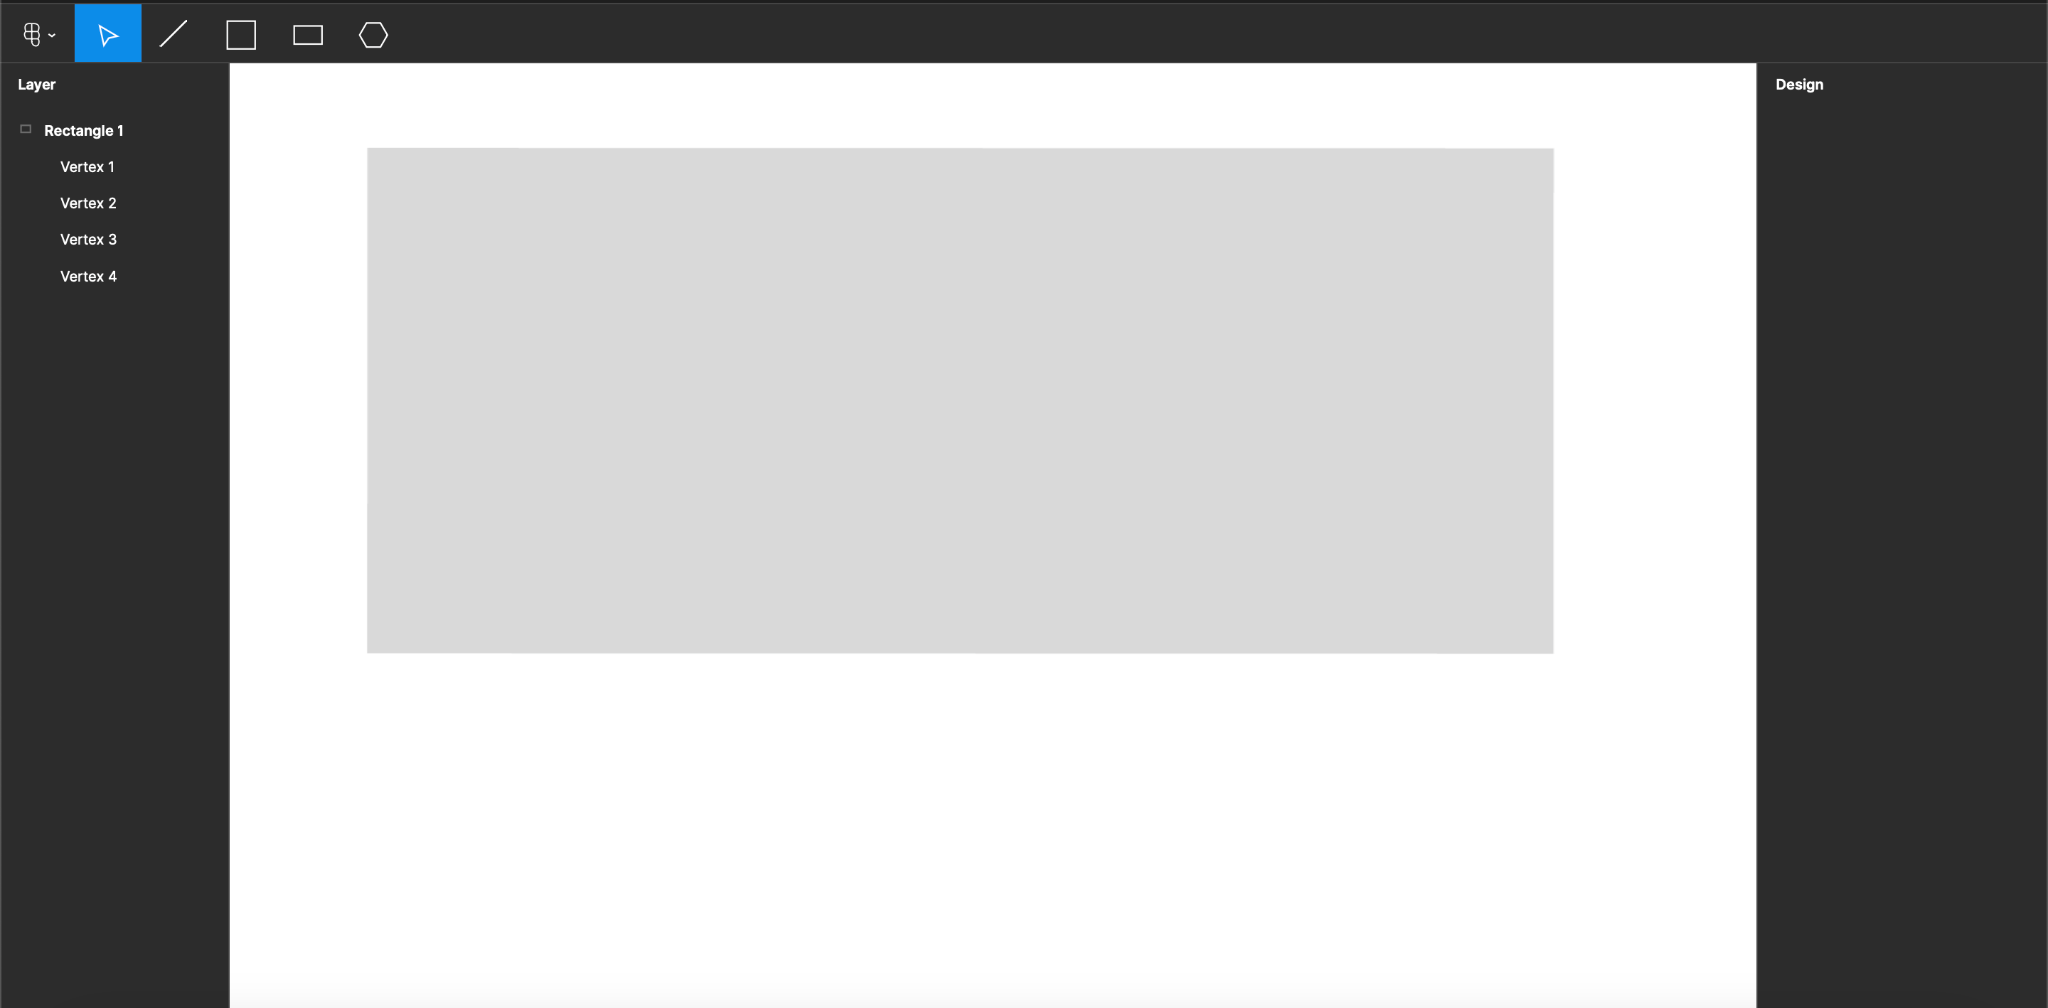 Layer
Rectangle 1
Vertex 1
Vertex 2
Vertex 3
Vertex 4
Design